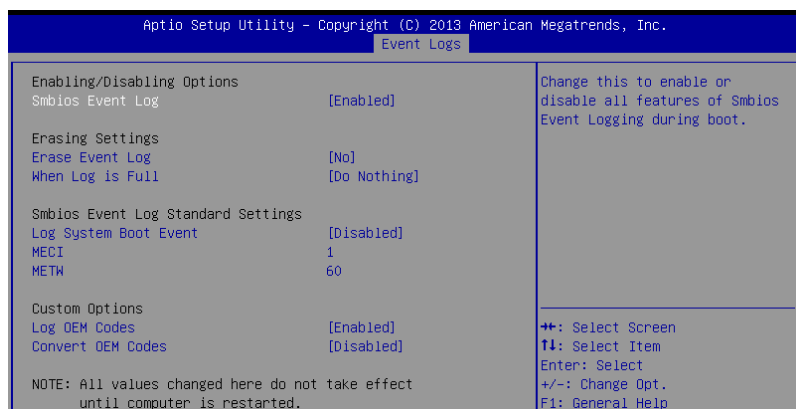 Aptio Setup Utility – Copyright (C) 2013 American Megatrends, Inc.
Event Logs
Enabling/Disabling Options
Smbios Event Log [Enabled]
Erasing Settings
Erase Event Log [No]
When Log is Full [Do Nothing]
Smbios Event Log Standard Settings
Log System Boot Event [Disabled]
MECI 1
METW 60
Custom Options
Log OEM Codes [Enabled]
Convert OEM Codes [Disabled]
NOTE: All values changed here do not take effect
until computer is restarted.
Change this to enable or
disable all features of Smbios
Event Logging during boot.
→←: Select Screen
↑↓: Select Item
Enter: Select
+/-: Change Opt.
F1: General Help